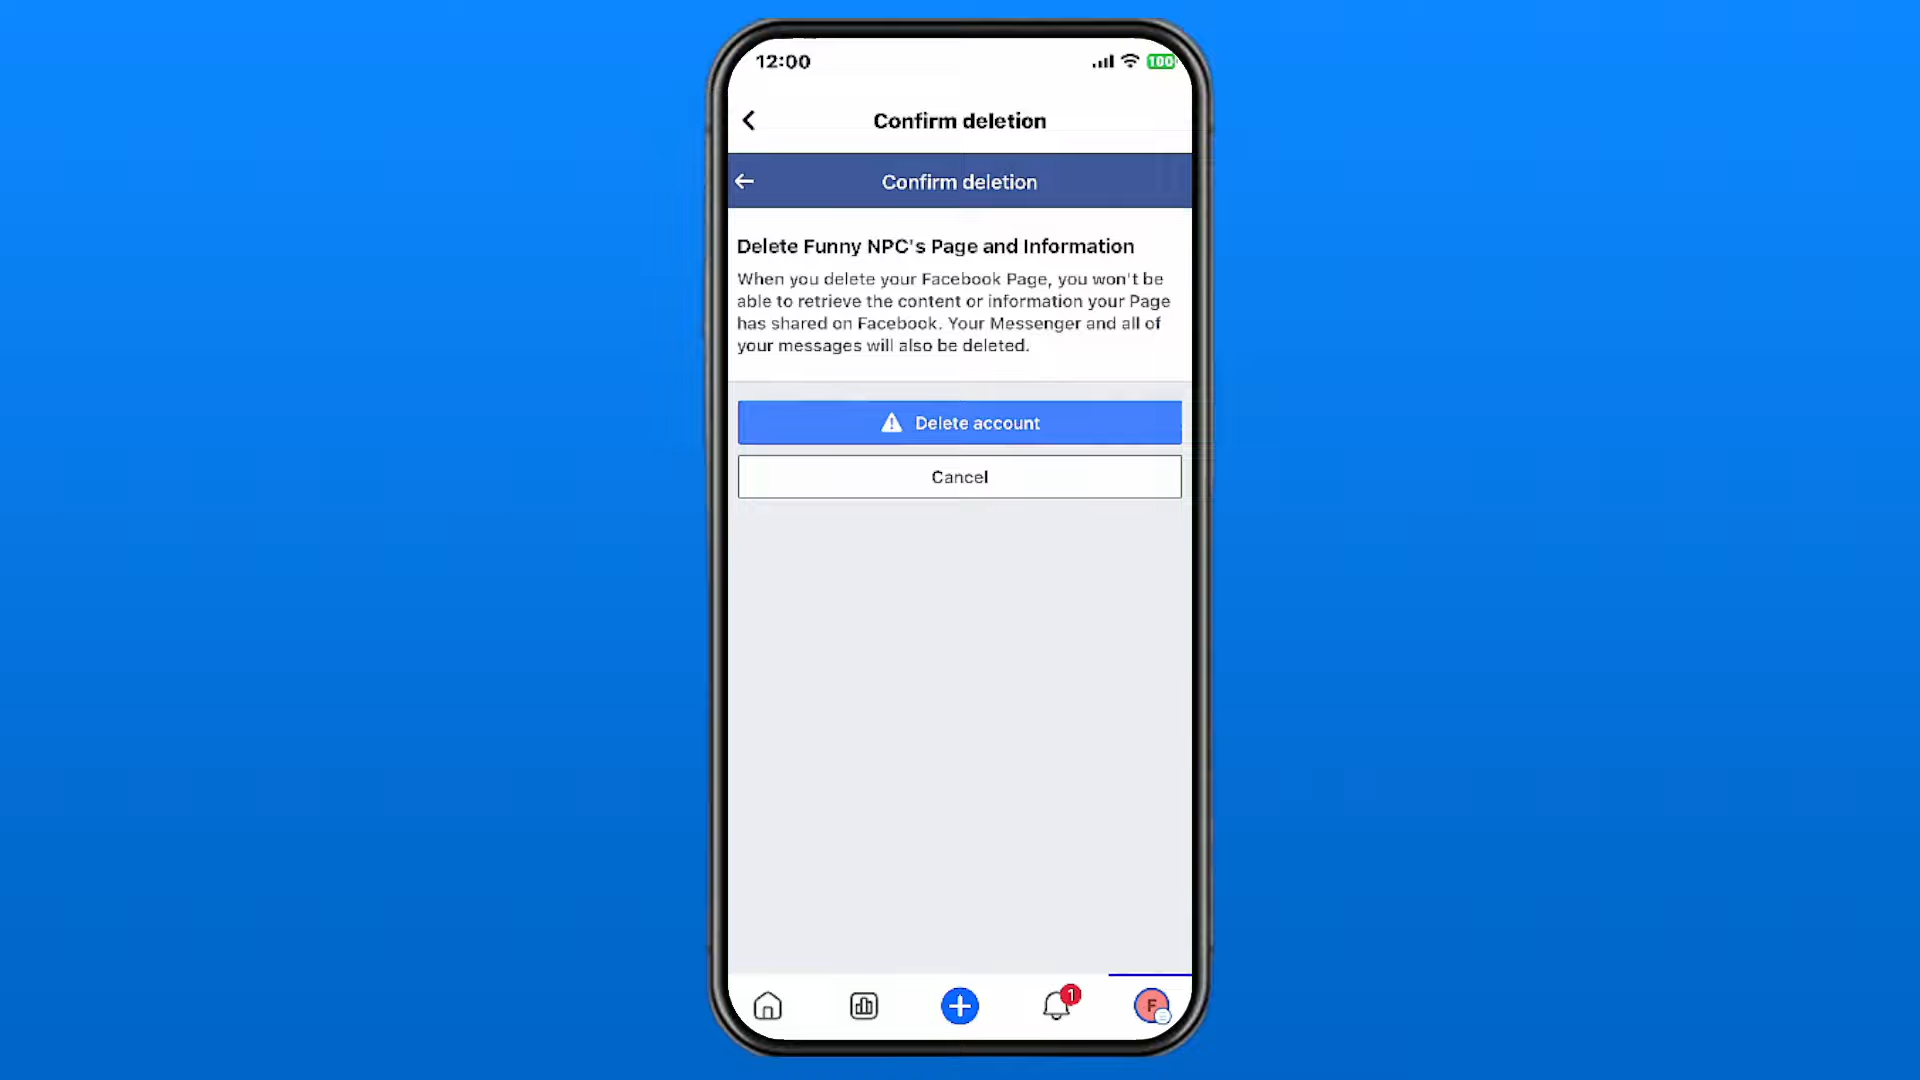 12:00
100
Confirm deletion
Confirm deletion
Delete Funny NPC's Page and Information
When you delete your Facebook Page, you won't be
able to retrieve the content or information your Page
has shared on Facebook. Your Messenger and all of
your messages will also be deleted.
Delete account
Cancel
1
F